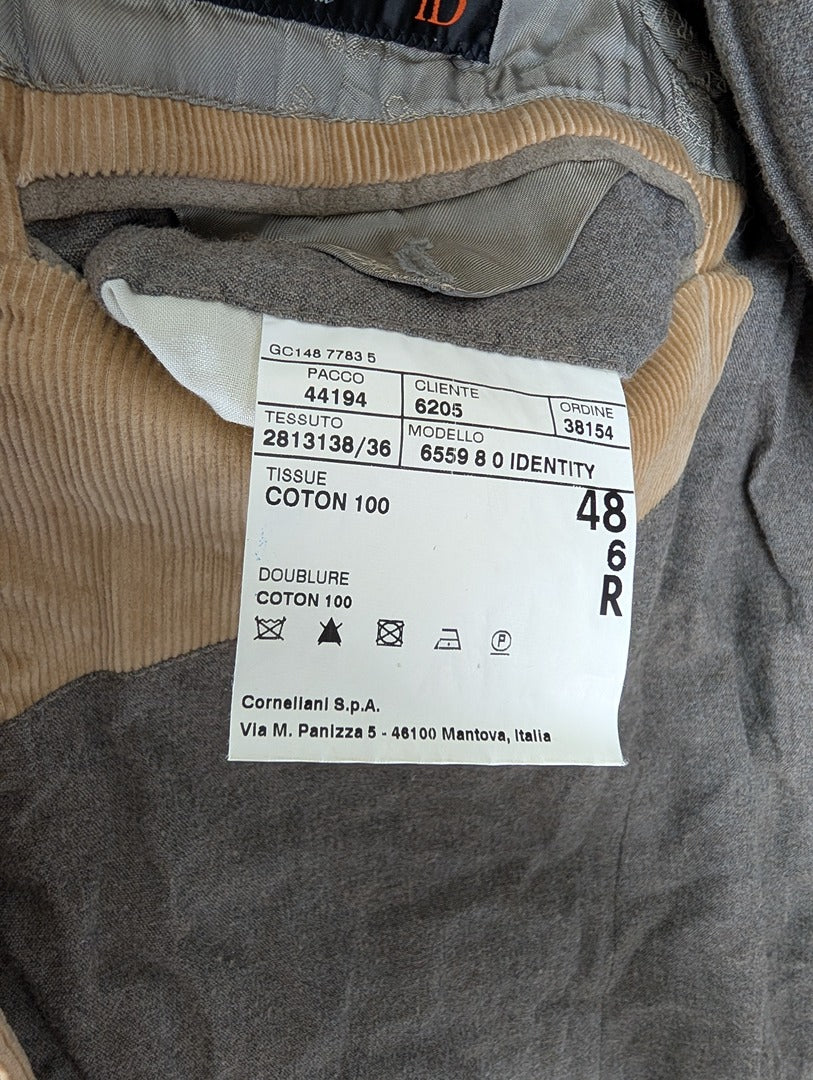 ID
GC148 7783 5
PACCO
44194
CLIENTE
6205
ORDINE
38154
TESSUTO
2813138/36
MODELLO
6559 8 0 IDENTITY
TISSUE
COTON 100
48
6
R
DOUBLURE
COTON 100
P
Corneliani S.p.A.
Via M. Panizza 5 - 46100 Mantova, Italia